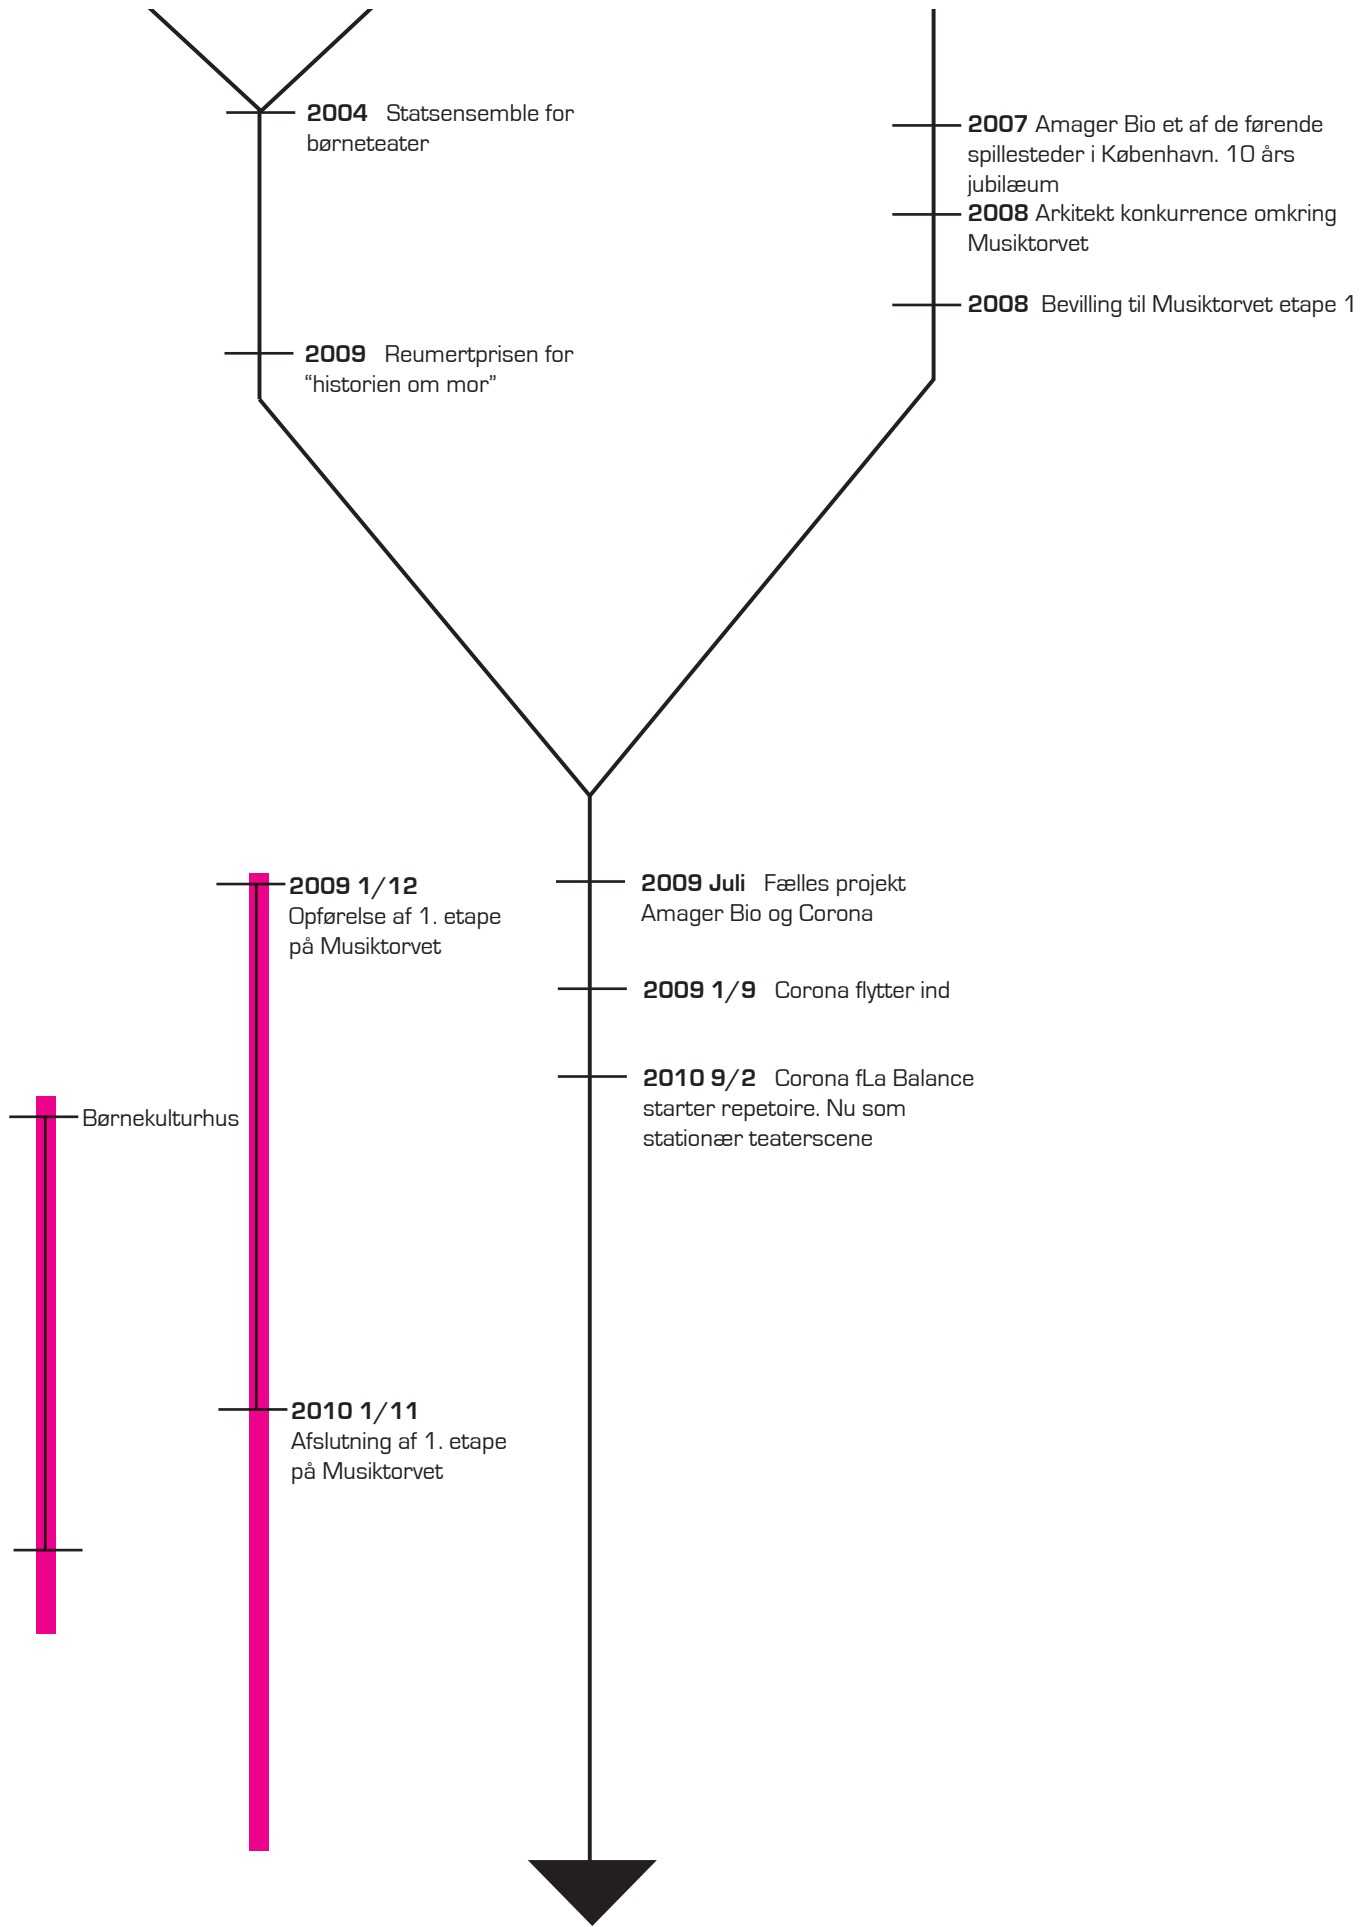 2004 Statsensemble for
børneteater
2009 Reumertprisen for
“historien om mor”
2007 Amager Bio et af de førende
spillesteder i København. 10 års
jubilæum
2008 Arkitekt konkurrence omkring
Musiktorvet
2008 Bevilling til Musiktorvet etape 1
2009 1/12
Opførelse af 1. etape
på Musiktorvet
2009 Juli Fælles projekt
Amager Bio og Corona
2009 1/9 Corona flytter ind
2010 9/2 Corona fLa Balance
starter repetoire. Nu som
stationær teaterscene
Børnekulturhus
2010 1/11
Afslutning af 1. etape
på Musiktorvet